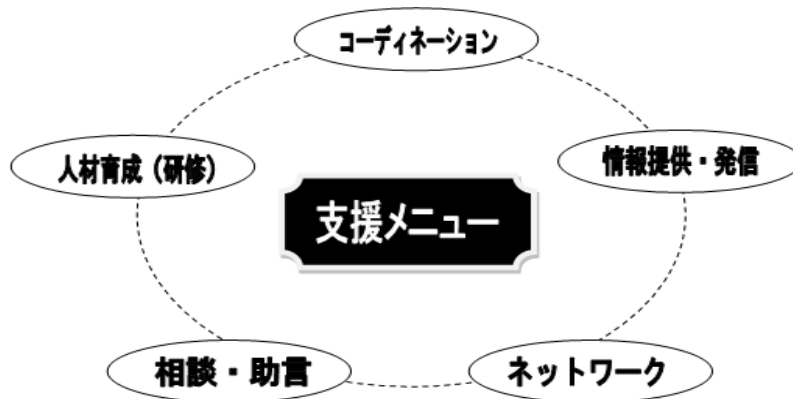 コーディネーション
人材育成（研修）
情報提供・発信
支援メニュー
相談・助言
ネットワーク